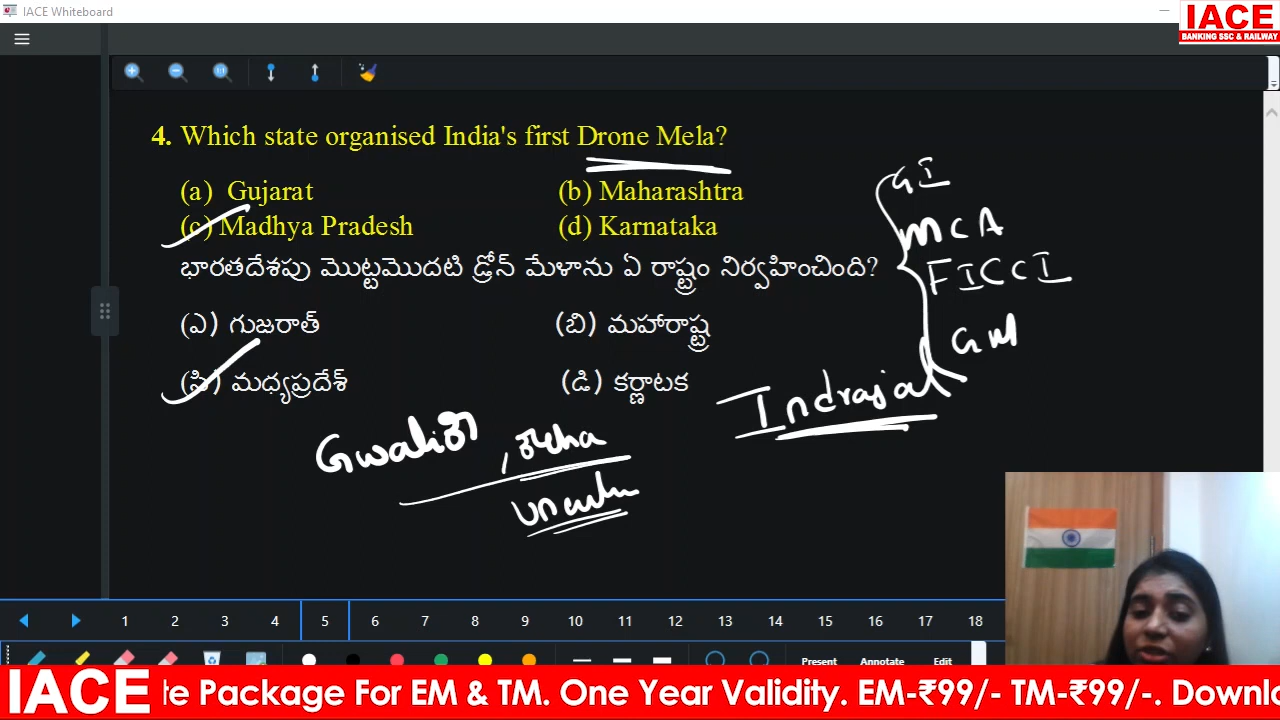 IACE Whiteboard
IACE
BANKING SSC & RAILWAY
4. Which state organised India's first Drone Mela?
(a) Gujarat (b) Maharashtra
(c) Madhya Pradesh (d) Karnataka
భారతదేశపు మొట్టమొదటి డ్రోన్ మేళాను ఏ రాష్ట్రం నిర్వహించింది?
(ఎ) గుజరాత్ (బి) మహారాష్ట్ర
(సి) మధ్యప్రదేశ్ (డి) కర్ణాటక
GI
MCA
FICCI
GM
Indrajal
1 2 3 4 5 6 7 8 9 10 11 12 13 14 15 16 17 18
Present Annotate Edit
IACE te Package For EM & TM. One Year Validity. EM-₹99/- TM-₹99/-. Downlo